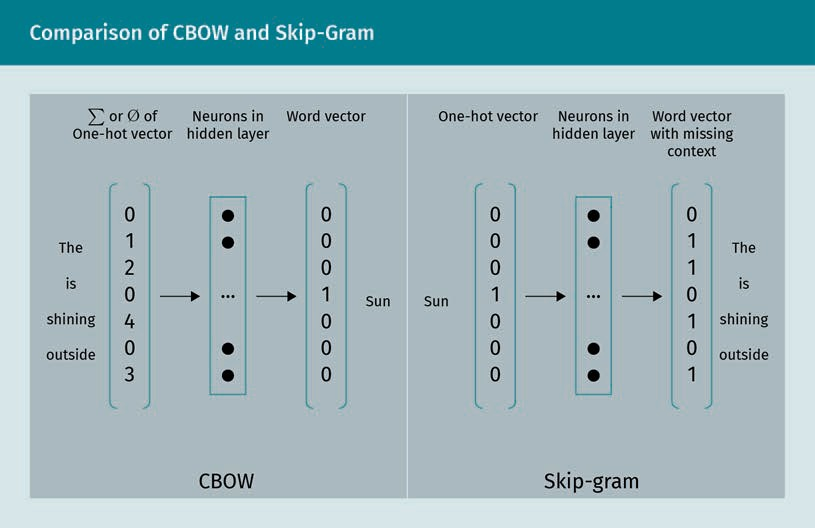 Comparison of CBOW and Skip-Gram
∑ or Ø of
One-hot vector
Neurons in
hidden layer
Word vector
The
is
shining
outside
0
1
2
0
4
0
3
...
0
0
0
1
0
0
0
Sun
CBOW
One-hot vector
Neurons in
hidden layer
Word vector
with missing
context
Sun
0
0
0
1
0
0
0
...
0
1
1
0
1
0
1
The
is
shining
outside
Skip-gram